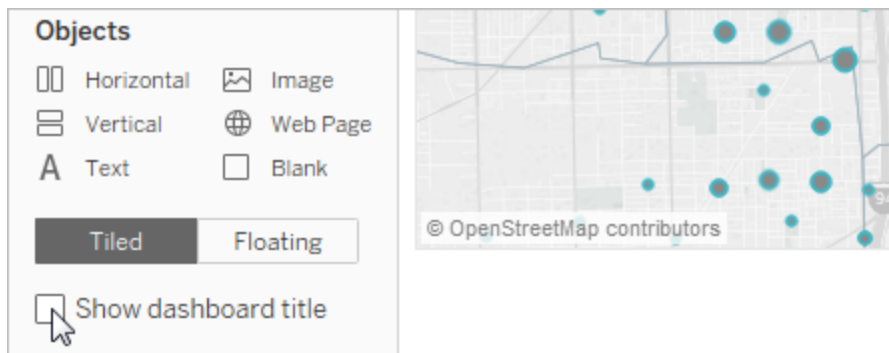 Objects
Horizontal
Image
Vertical
Web Page
A Text
Blank
Tiled
Floating
Show dashboard title
© OpenStreetMap contributors